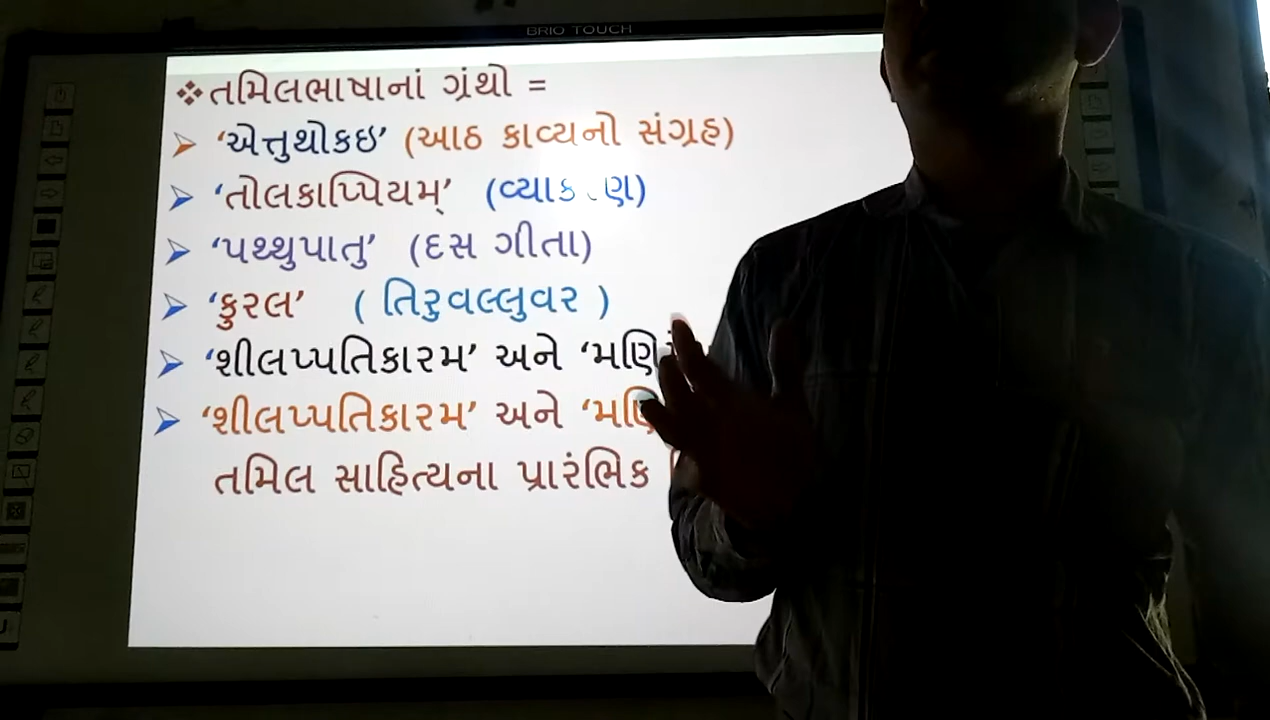 BRIO TOUCH
❖તમિલભાષાનાં ગ્રંથો =
➢ ‘એત્તુથોકઇ’ (આઠ કાવ્યનો સંગ્રહ)
➢ ‘તોલકાપ્પિયમ્’
➢ ‘પથ્થુપાતુ’ (દસ ગીતા)
➢ ‘કુરલ’ ( તિરુવલ્લુવર )
➢ ‘શીલપ્પતિકારમ’ અને
➢ ‘શીલપ્પતિકારમ’ અને
તમિલ સાહિત્યના પ્રારંભિક